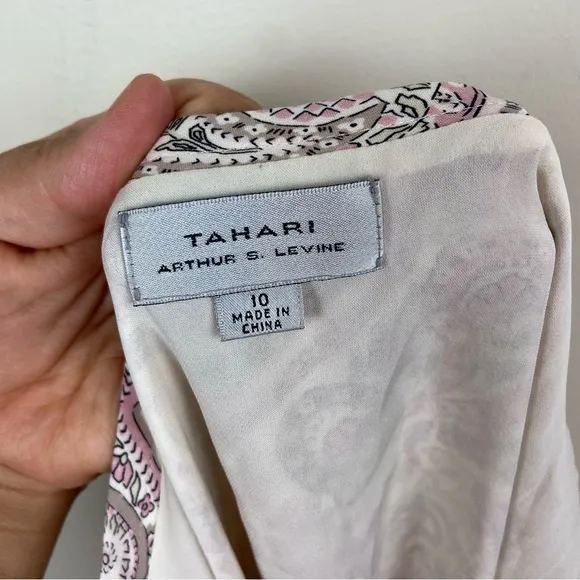 TAHARI
ARTHUR S. LEVINE
10
MADE IN
CHINA